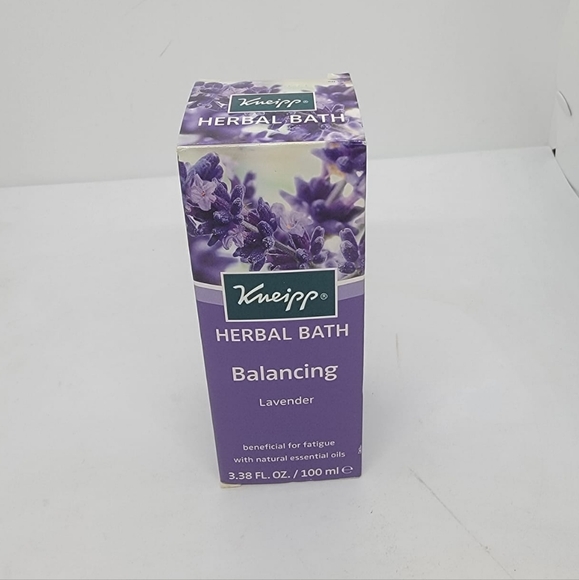 Kneipp®
HERBAL BATH
Kneipp®
HERBAL BATH
Balancing
Lavender
beneficial for fatigue
with natural essential oils
3.38 FL. OZ. / 100 ml ℮